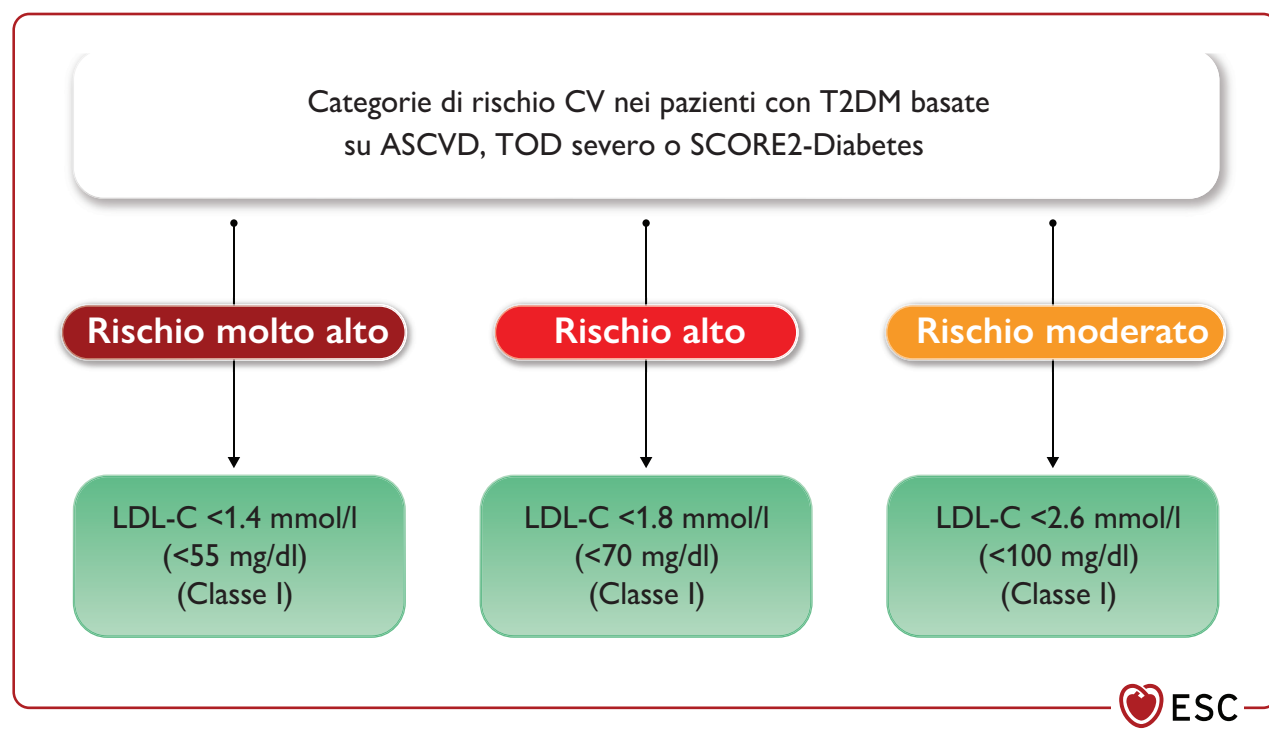 Categorie di rischio CV nei pazienti con T2DM basate
su ASCVD, TOD severo o SCORE2-Diabetes
Rischio molto alto
Rischio alto
Rischio moderato
LDL-C <1.4 mmol/l
(<55 mg/dl)
(Classe I)
LDL-C <1.8 mmol/l
(<70 mg/dl)
(Classe I)
LDL-C <2.6 mmol/l
(<100 mg/dl)
(Classe I)
ESC